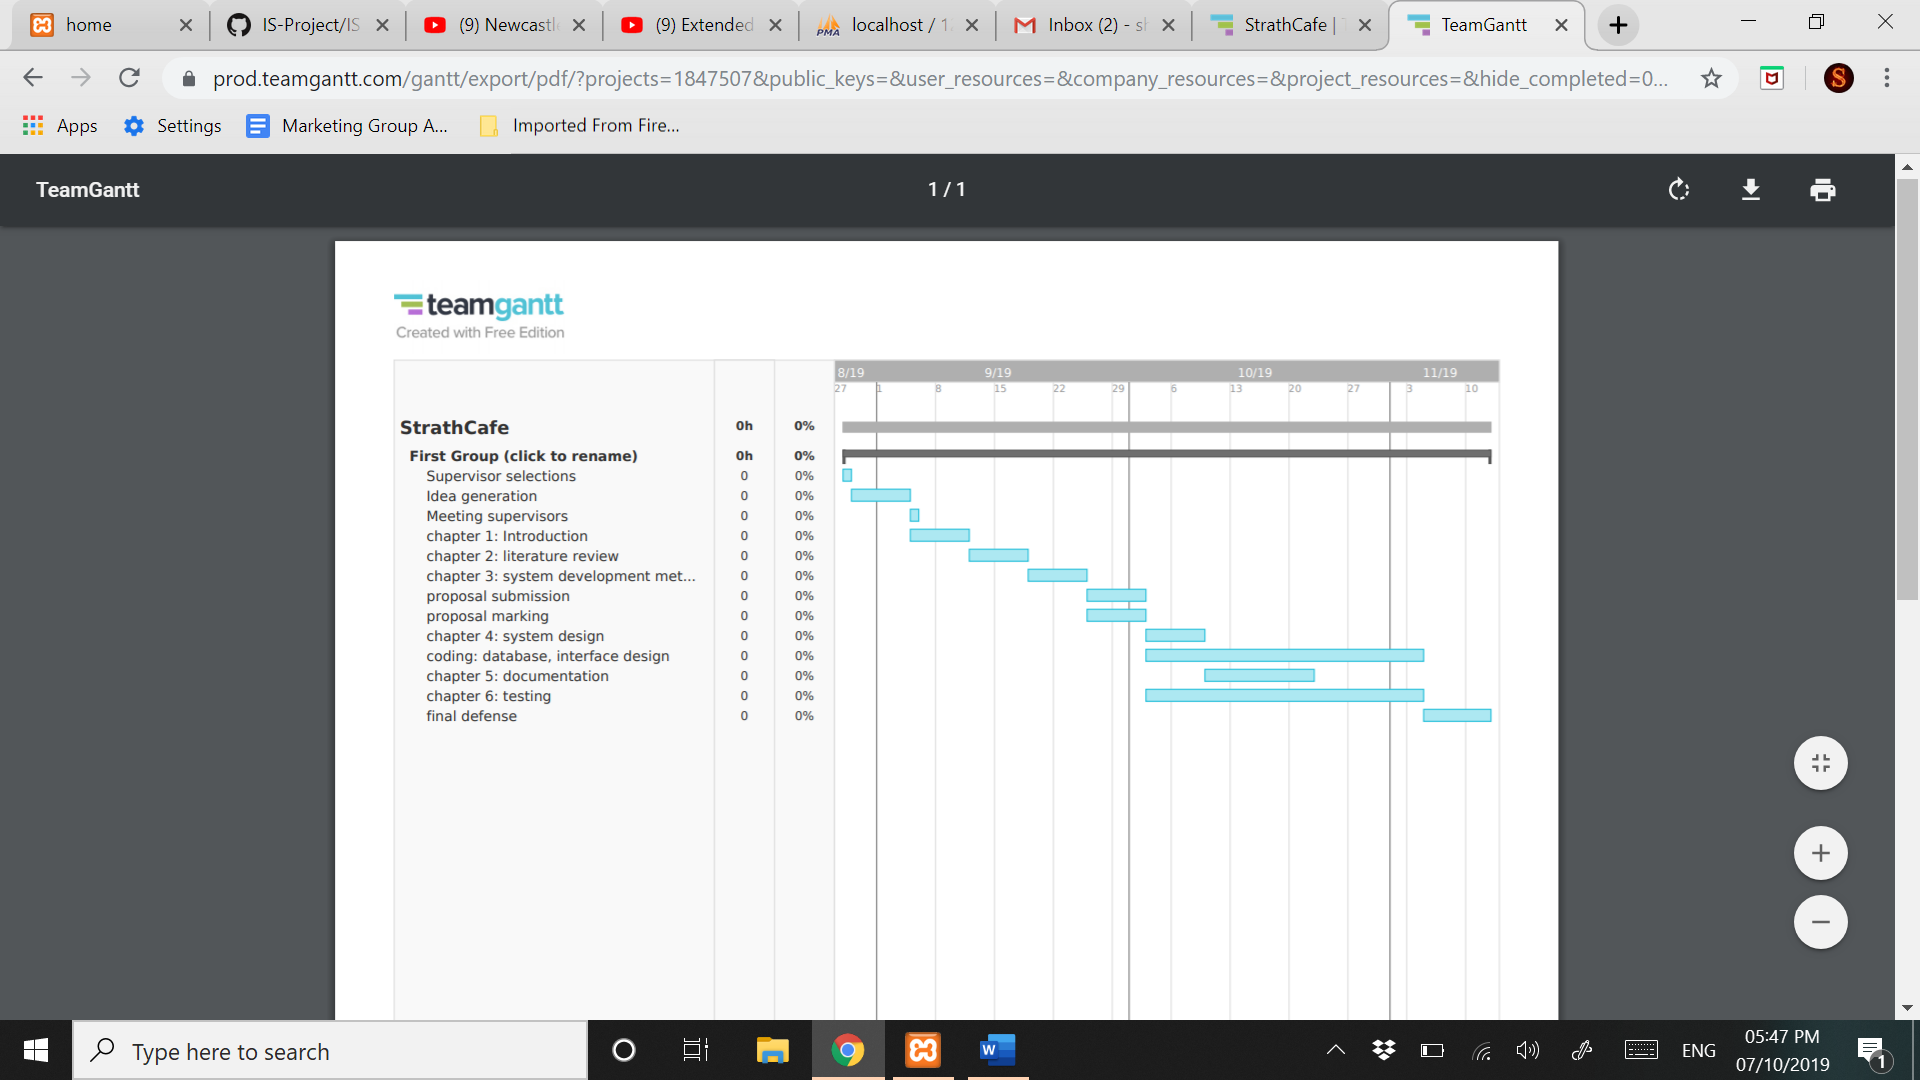 home
IS-Project/IS
(9) Newcastl
(9) Extended
localhost / 1
Inbox (2) - s
StrathCafe |
TeamGantt
prod.teamgantt.com/gantt/export/pdf/?projects=1847507&public_keys=&user_resources=&company_resources=&project_resources=&hide_completed=0...
S
Apps
Settings
Marketing Group A...
Imported From Fire...
TeamGantt
1 / 1
teamgantt
Created with Free Edition
8/19 9/19 10/19 11/19
27 1 8 15 22 29 6 13 20 27 3 10
StrathCafe 0h 0%
First Group (click to rename) 0h 0%
Supervisor selections 0 0%
Idea generation 0 0%
Meeting supervisors 0 0%
chapter 1: Introduction 0 0%
chapter 2: literature review 0 0%
chapter 3: system development met... 0 0%
proposal submission 0 0%
proposal marking 0 0%
chapter 4: system design 0 0%
coding: database, interface design 0 0%
chapter 5: documentation 0 0%
chapter 6: testing 0 0%
final defense 0 0%
Type here to search
ENG
05:47 PM
07/10/2019
1